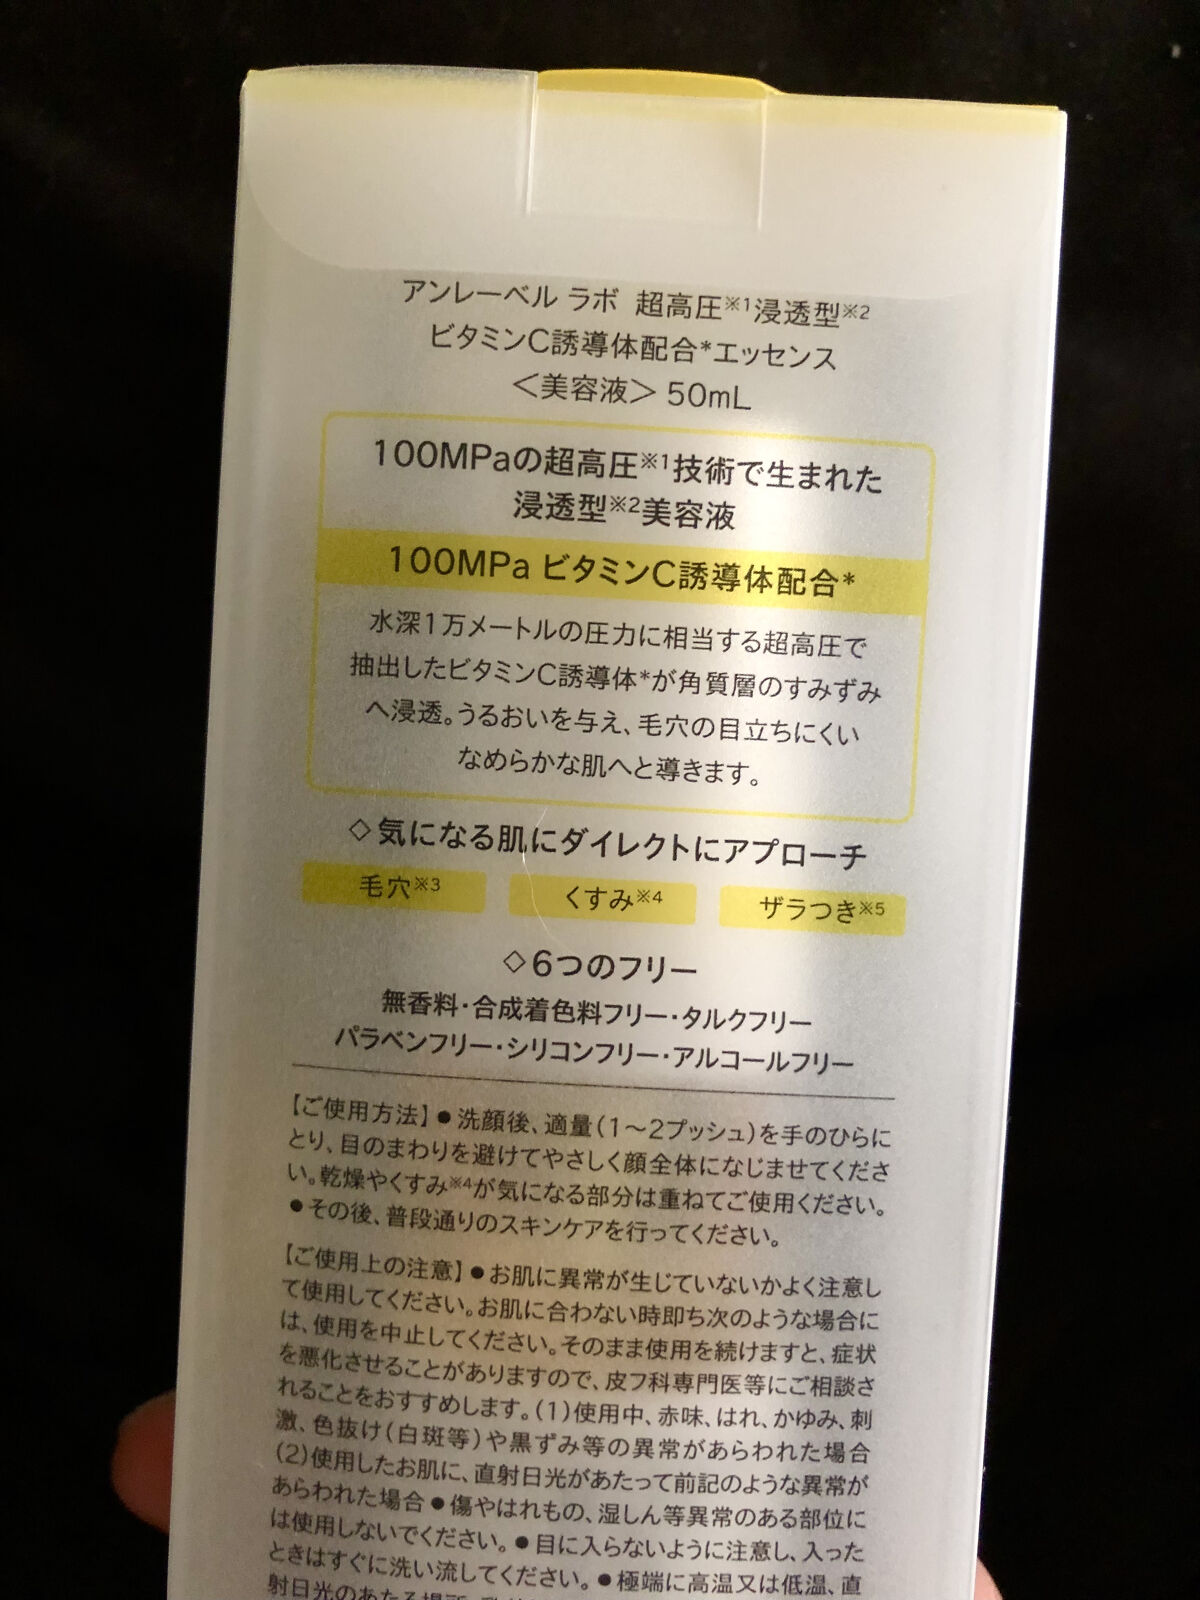 アンレーベル ラボ 超高圧※1浸透型※2
ビタミンC誘導体配合*エッセンス
＜美容液＞ 50mL
100MPaの超高圧※1技術で生まれた
浸透型※2美容液
100MPa ビタミンC誘導体配合*
水深1万メートルの圧力に相当する超高圧で
抽出したビタミンC誘導体*が角質層のすみずみ
へ浸透。うるおいを与え、毛穴の目立ちにくい
なめらかな肌へと導きます。
◇気になる肌にダイレクトにアプローチ
毛穴※3 くすみ※4 ザラつき※5
◇6つのフリー
無香料・合成着色料フリー・タルクフリー
パラベンフリー・シリコンフリー・アルコールフリー
【ご使用方法】●洗顔後、適量(1〜2プッシュ)を手のひらに
とり、目のまわりを避けてやさしく顔全体になじませてくださ
い。乾燥やくすみ※4が気になる部分は重ねてご使用ください。
●その後、普段通りのスキンケアを行ってください。
【ご使用上の注意】●お肌に異常が生じていないかよく注意し
て使用してください。お肌に合わない時即ち次のような場合に
は、使用を中止してください。そのまま使用を続けますと、症状
を悪化させることがありますので、皮フ科専門医等にご相談さ
れることをおすすめします。(1)使用中、赤味、はれ、かゆみ、刺
激、色抜け(白斑等)や黒ずみ等の異常があらわれた場合
(2)使用したお肌に、直射日光があたって前記のような異常が
あらわれた場合●傷やはれもの、湿しん等異常のある部位に
は使用しないでください。●目に入らないように注意し、入った
ときはすぐに洗い流してください。●極端に高温又は低温、直
射日光のあたる場所、